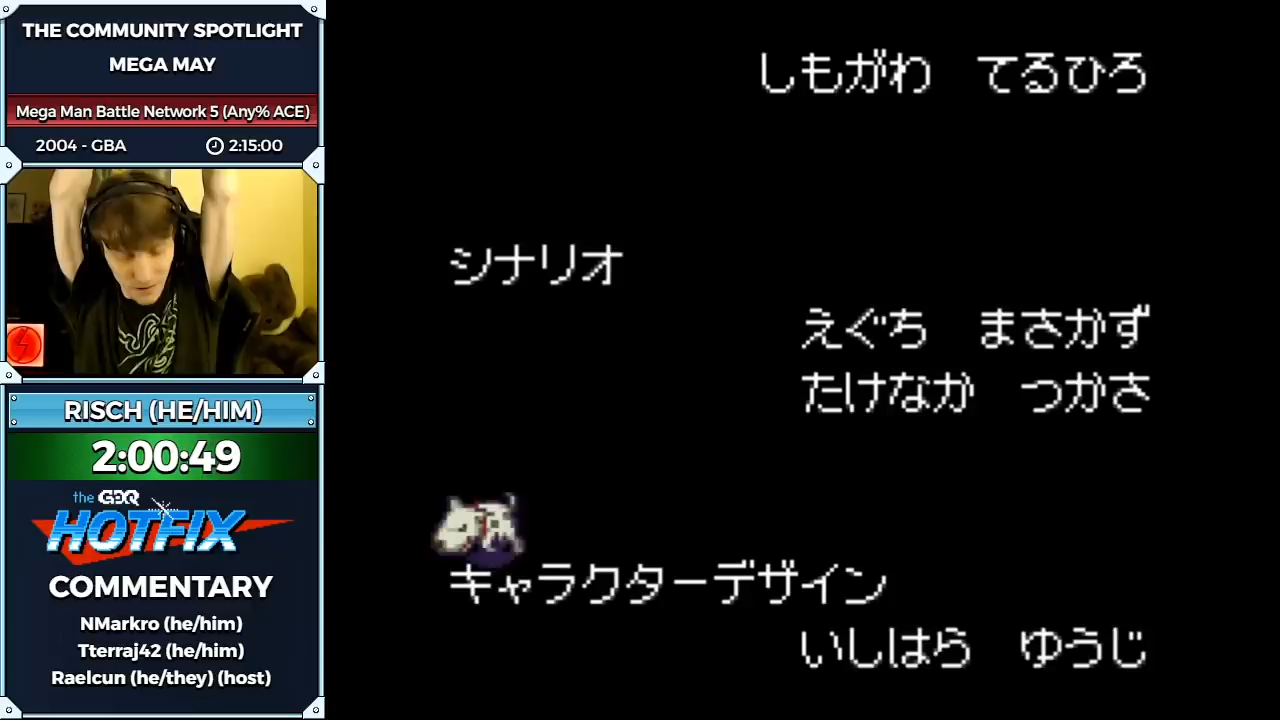 THE COMMUNITY SPOTLIGHT
MEGA MAY
Mega Man Battle Network 5 (Any% ACE)
2004 - GBA
2:15:00
RISCH (HE/HIM)
2:00:49
the GDQ
HOTFIX
COMMENTARY
NMarkro (he/him)
Tterraj42 (he/him)
Raelcun (he/they) (host)
しもがわ　てるひろ
シナリオ
えぐち　まさかず
たけなか　つかさ
キャラクターデザイン
いしはら　ゆうじ